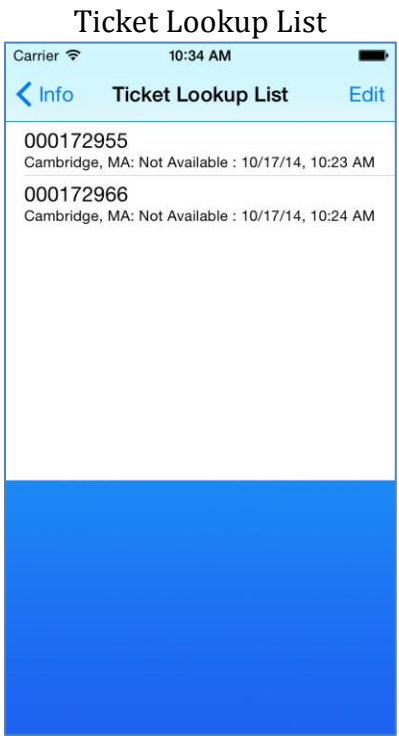 Ticket Lookup List
Carrier 10:34 AM
Info Ticket Lookup List Edit
000172955
Cambridge, MA: Not Available : 10/17/14, 10:23 AM
000172966
Cambridge, MA: Not Available : 10/17/14, 10:24 AM